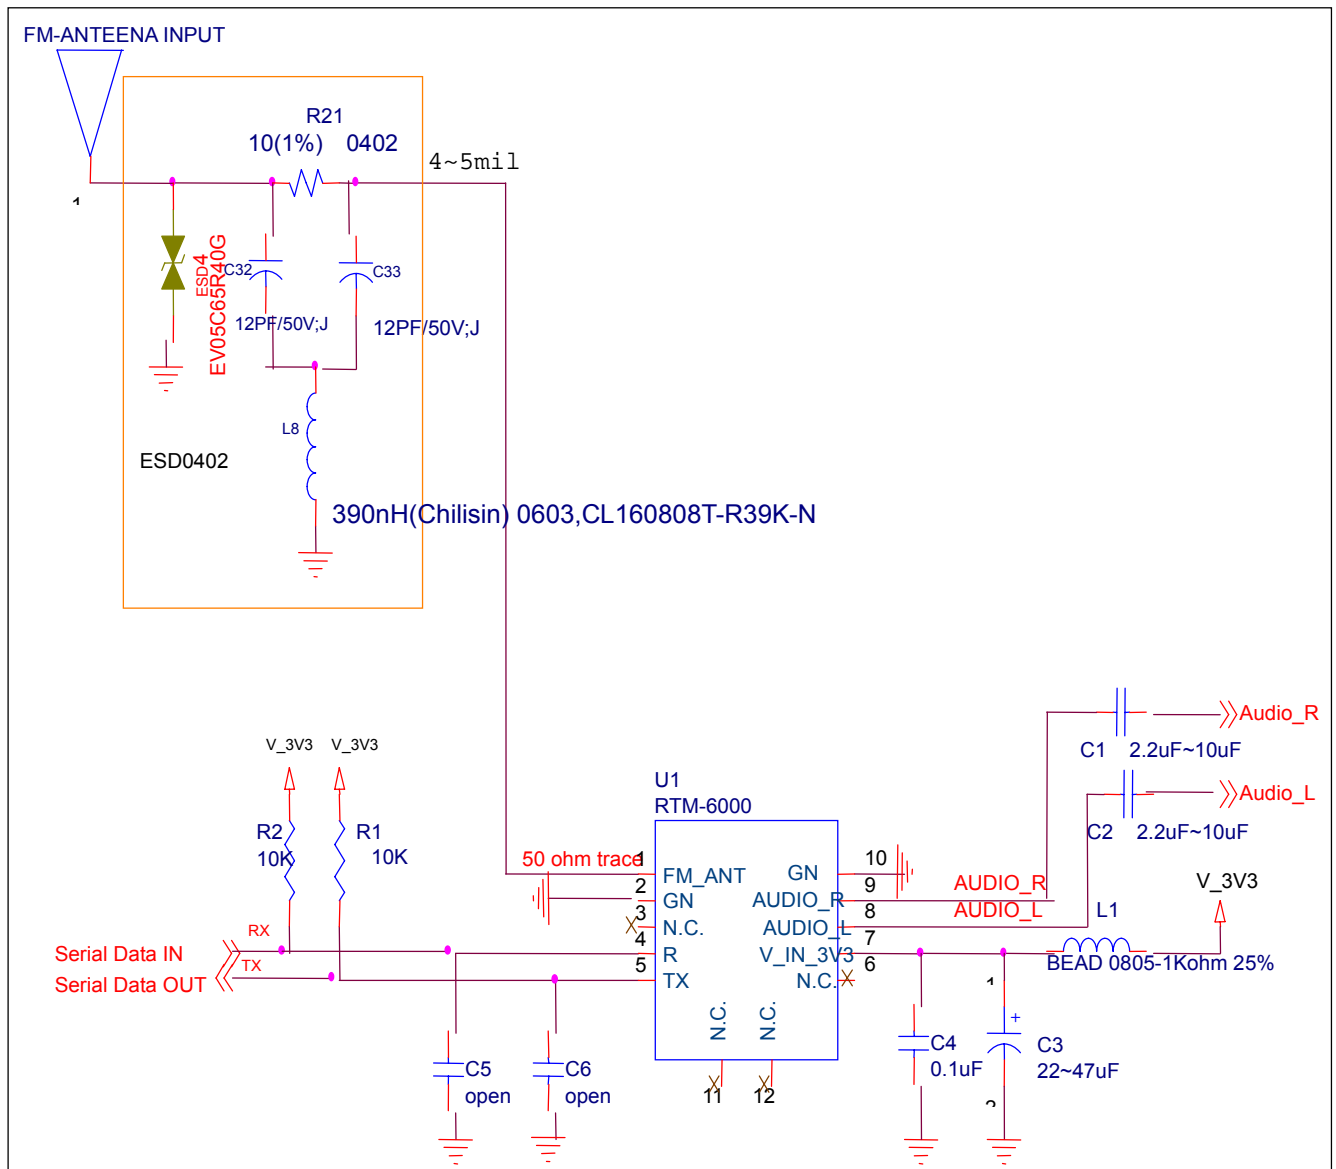 FM-ANTEENA INPUT
R21
10(1%) 0402
4~5mil
1
ESD4
EV05C65R40G
C32
C33
12PF/50V;J
12PF/50V;J
L8
ESD0402
390nH(Chilisin) 0603,CL160808T-R39K-N
Audio_R
C1 2.2uF~10uF
V_3V3 V_3V3
U1
RTM-6000
Audio_L
C2 2.2uF~10uF
R2
10K
R1
10K
50 ohm trace
1
FM_ANT
2
GN
3
N.C.
4
R
5
TX
10
GN
9
AUDIO_R
8
AUDIO_L
7
V_IN_3V3
6
N.C.
AUDIO_R
AUDIO_L
L1
V_3V3
BEAD 0805-1Kohm 25%
RX
Serial Data IN
TX
Serial Data OUT
N.C.
N.C.
11
12
1
+
C4
0.1uF
C3
22~47uF
2
C5
open
C6
open